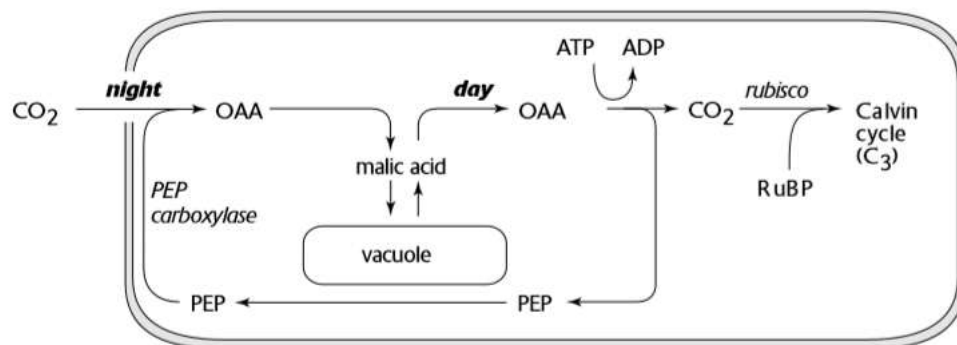 ATP ADP
night day
CO2 OAA OAA CO2 rubisco Calvin
cycle
(C3)
malic acid
RuBP
PEP
carboxylase
vacuole
PEP PEP